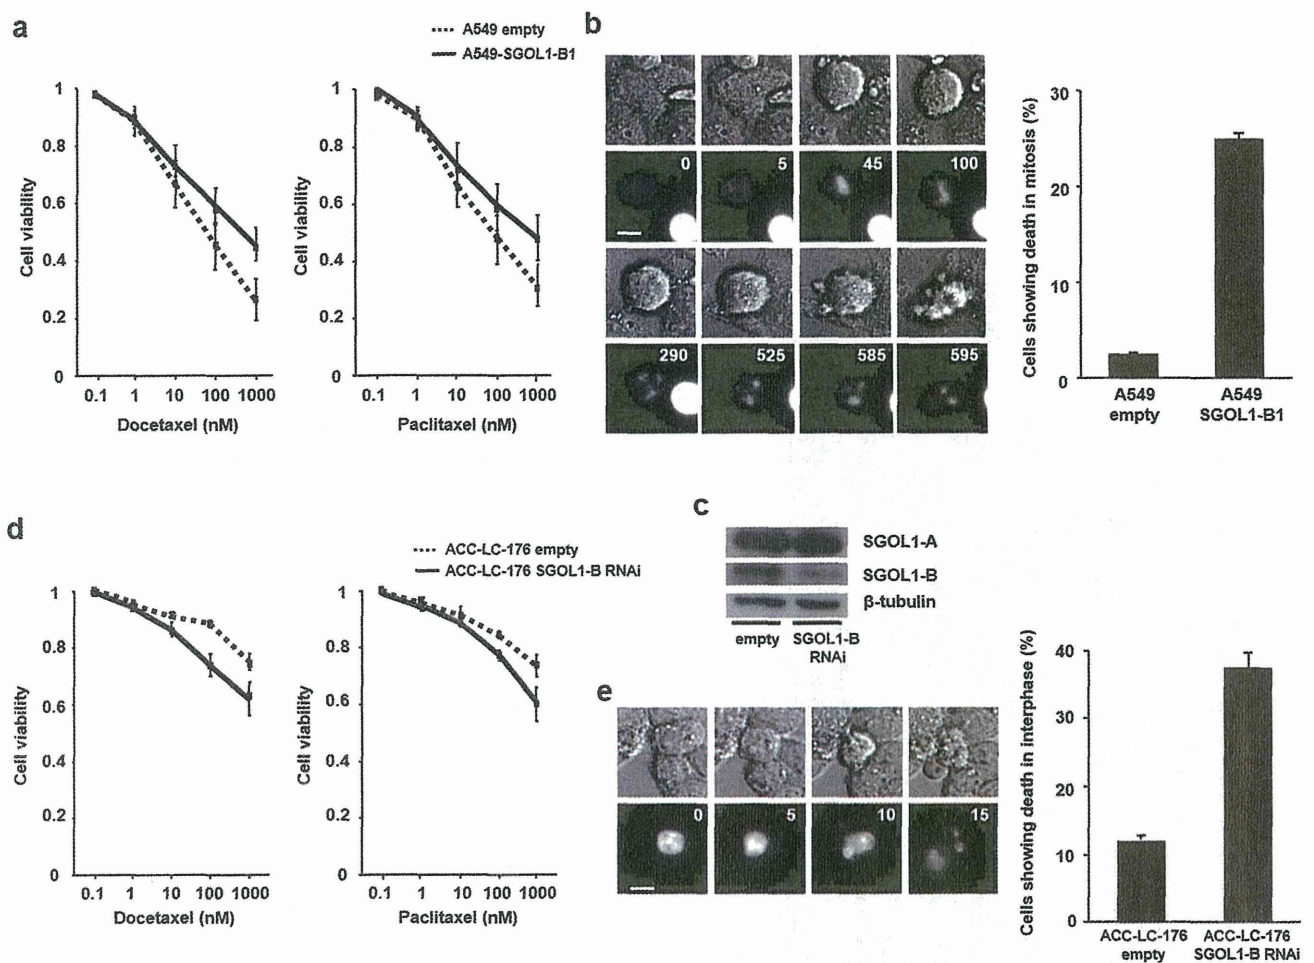 a
A549 empty
A549-SGOL1-B1
1
0.8
0.6
0.4
0.2
0
Cell viability
0.1 1 10 100 1000
Docetaxel (nM)
1
0.8
0.6
0.4
0.2
0
Cell viability
0.1 1 10 100 1000
Paclitaxel (nM)
b
0 5 45 100
290 525 585 595
Cells showing death in mitosis (%)
30
20
10
0
A549
empty
A549
SGOL1-B1
c
SGOL1-A
SGOL1-B
β-tubulin
empty
SGOL1-B
RNAi
d
ACC-LC-176 empty
ACC-LC-176 SGOL1-B RNAi
1
0.8
0.6
0.4
0.2
0
Cell viability
0.1 1 10 100 1000
Docetaxel (nM)
1
0.8
0.6
0.4
0.2
0
Cell viability
0.1 1 10 100 1000
Paclitaxel (nM)
e
0 5 10 15
Cells showing death in interphase (%)
40
30
20
10
0
ACC-LC-176
empty
ACC-LC-176
SGOL1-B RNAi